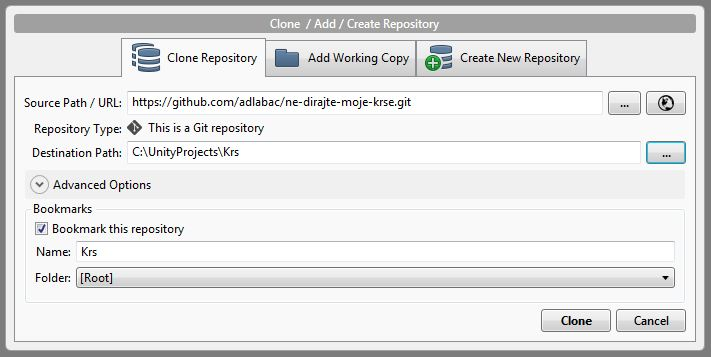 Clone / Add / Create Repository
Clone Repository Add Working Copy Create New Repository
Source Path / URL: https://github.com/adlabac/ne-dirajte-moje-krse.git ...
Repository Type: This is a Git repository
Destination Path: C:\UnityProjects\Krs ...
Advanced Options
Bookmarks
Bookmark this repository
Name: Krs
Folder: [Root]
Clone Cancel